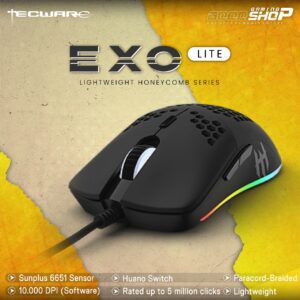 TECWARE
GAMING
SHOP
EXO LITE
LIGHTWEIGHT HONEYCOMB SERIES
Sunplus 6651 Sensor
Huano Switch
Paracord-Braided
10.000 DPI (Software)
Rated up to 5 million clicks
Lightweight